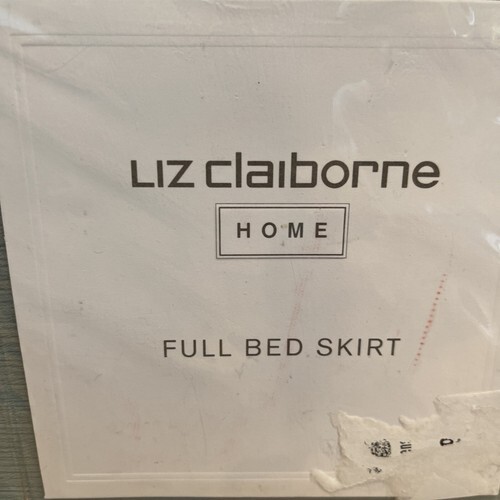 LIZ claiborne
HOME
FULL BED SKIRT